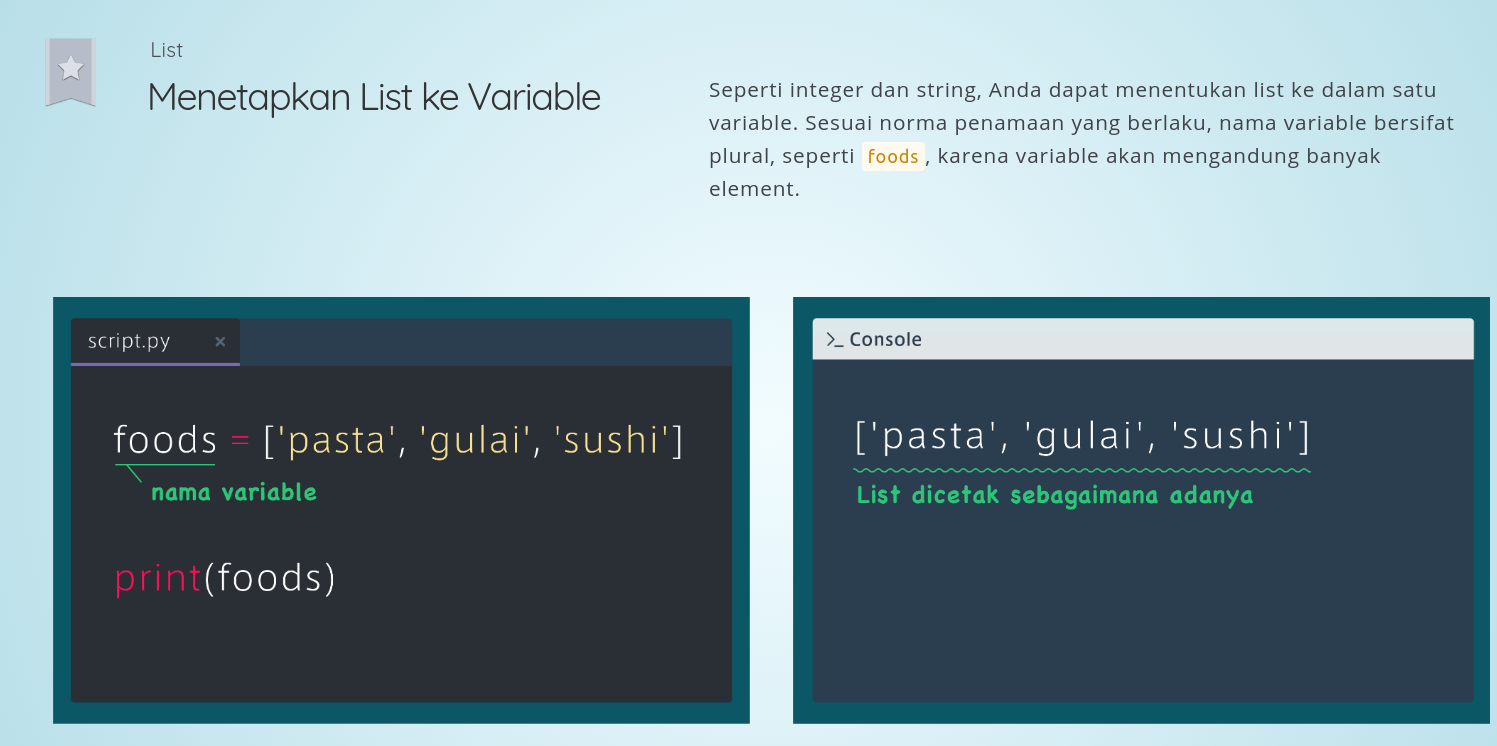 List
Menetapkan List ke Variable
Seperti integer dan string, Anda dapat menentukan list ke dalam satu
variable. Sesuai norma penamaan yang berlaku, nama variable bersifat
plural, seperti foods, karena variable akan mengandung banyak
element.
script.py ×
foods = ['pasta', 'gulai', 'sushi']
nama variable
print(foods)
>_ Console
['pasta', 'gulai', 'sushi']
List dicetak sebagaimana adanya